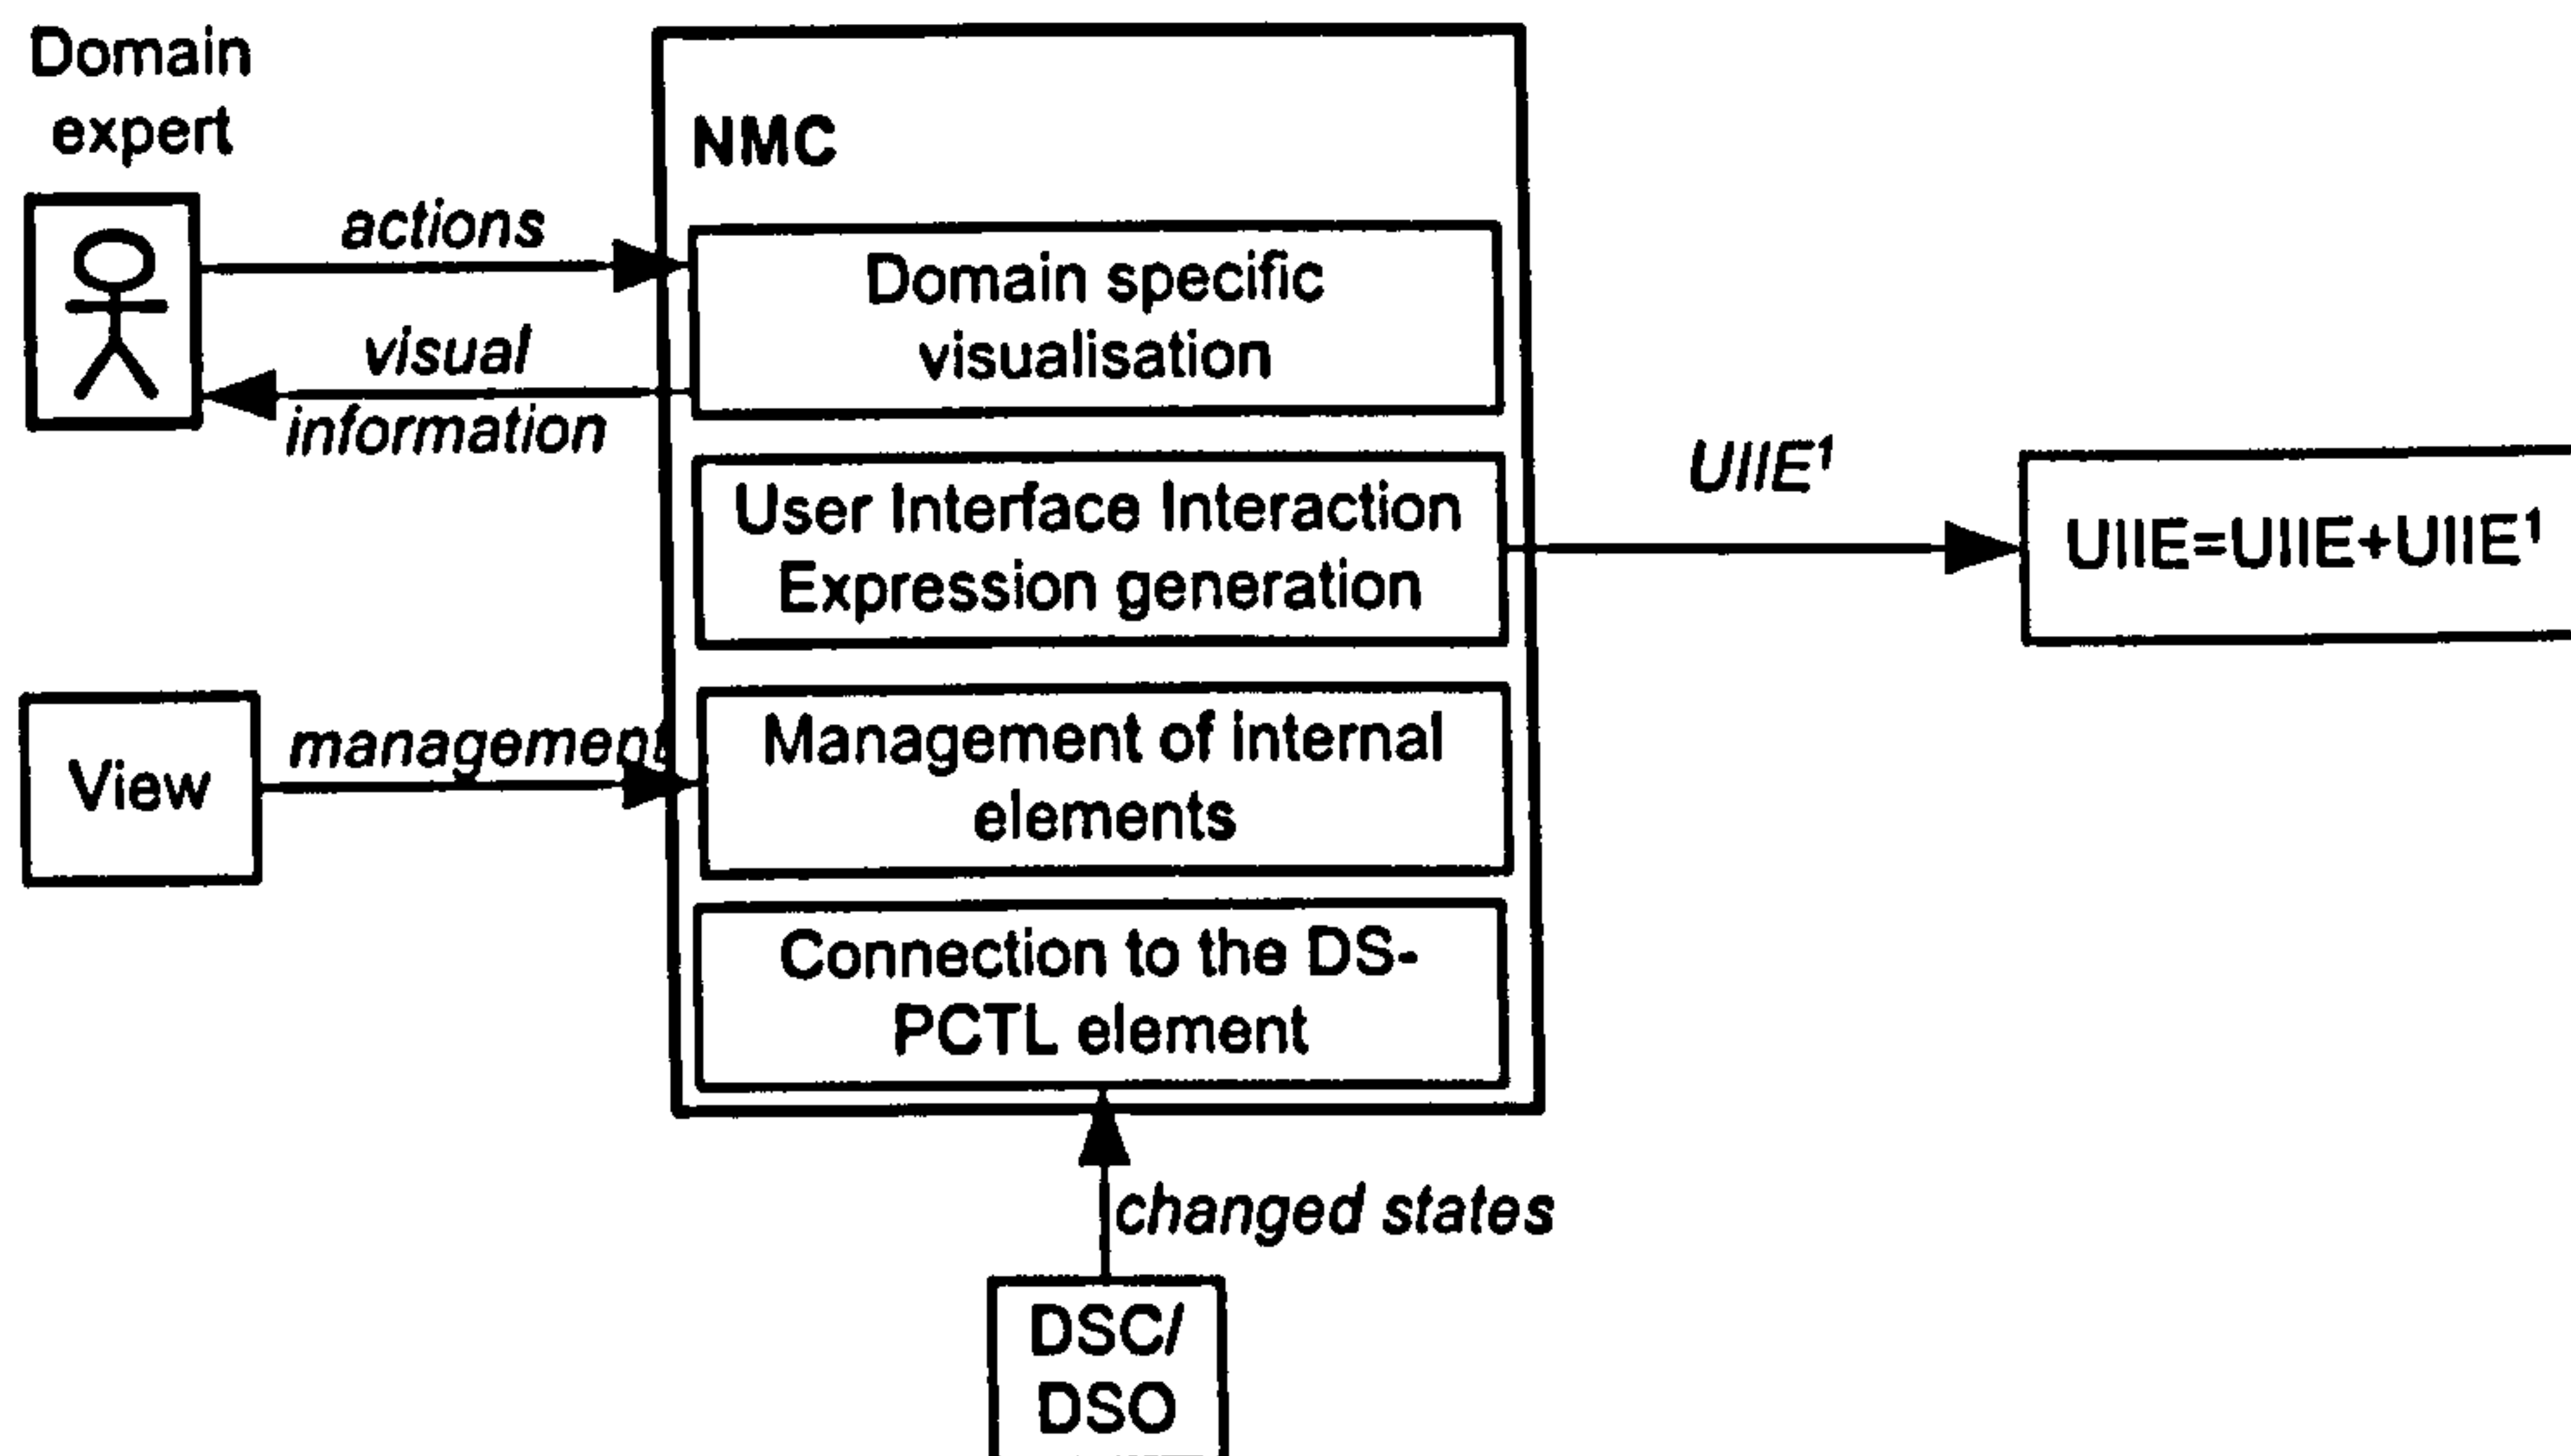 Domain
expert
NMC
actions
Domain specific
visualisation
visual
information
User Interface Interaction
Expression generation
UIIE¹
UIIE=UIIE+UIIE¹
View
management
Management of internal
elements
Connection to the DS-
PCTL element
changed states
DSC/
DSO